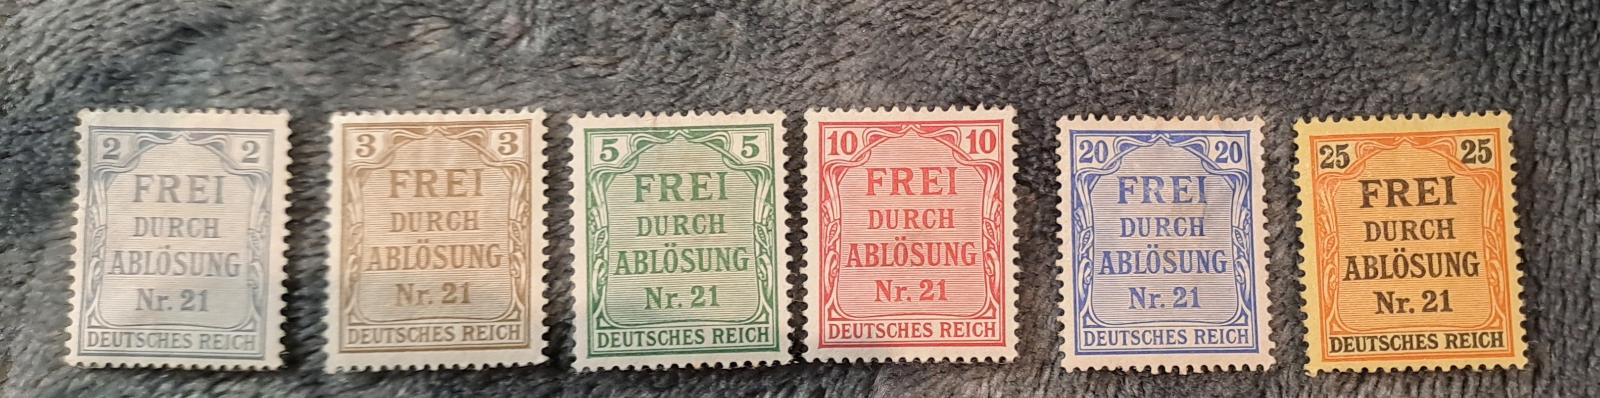 2 2
FREI
DURCH
ABLÖSUNG
Nr. 21
DEUTSCHES REICH
3 3
FREI
DURCH
ABLÖSUNG
Nr. 21
DEUTSCHES REICH
5 5
FREI
DURCH
ABLÖSUNG
Nr. 21
DEUTSCHES REICH
10 10
FREI
DURCH
ABLÖSUNG
Nr. 21
DEUTSCHES REICH
20 20
FREI
DURCH
ABLÖSUNG
Nr. 21
DEUTSCHES REICH
25 25
FREI
DURCH
ABLÖSUNG
Nr. 21
DEUTSCHES REICH